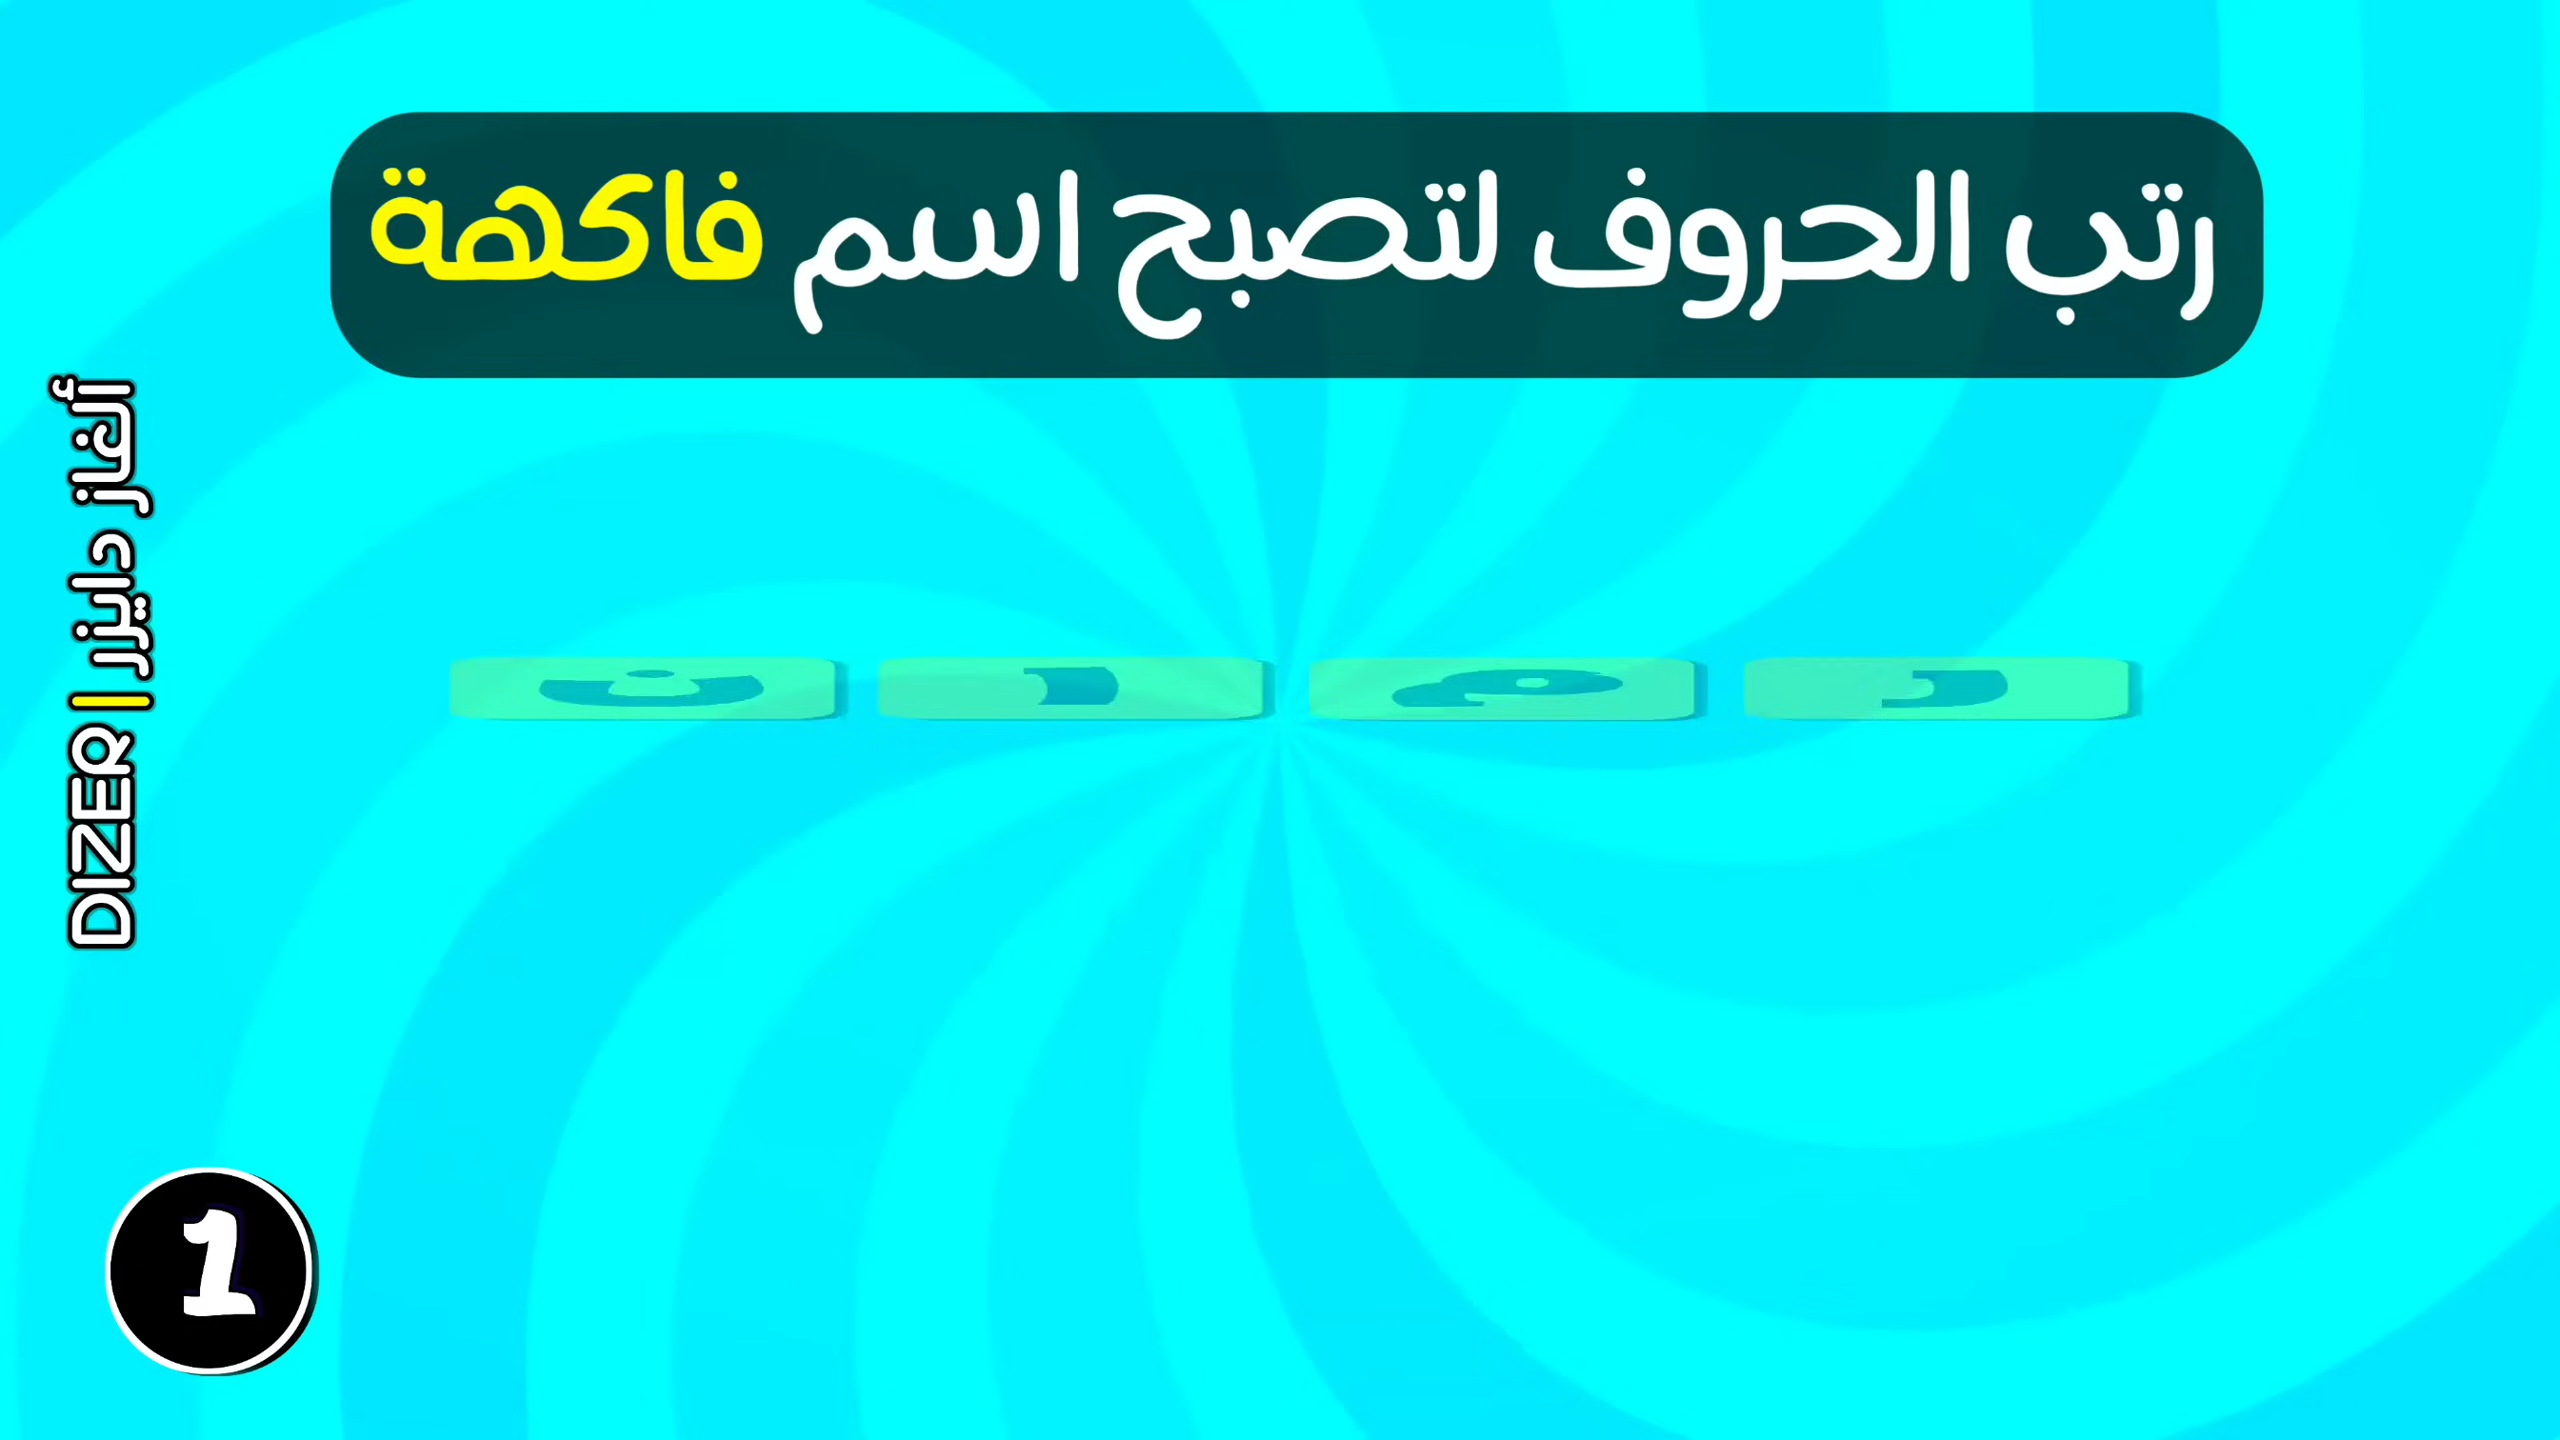 رتب الحروف لتصبح اسم فاكهة
ر م ا ن
ألغاز دايزر | DIZER
1